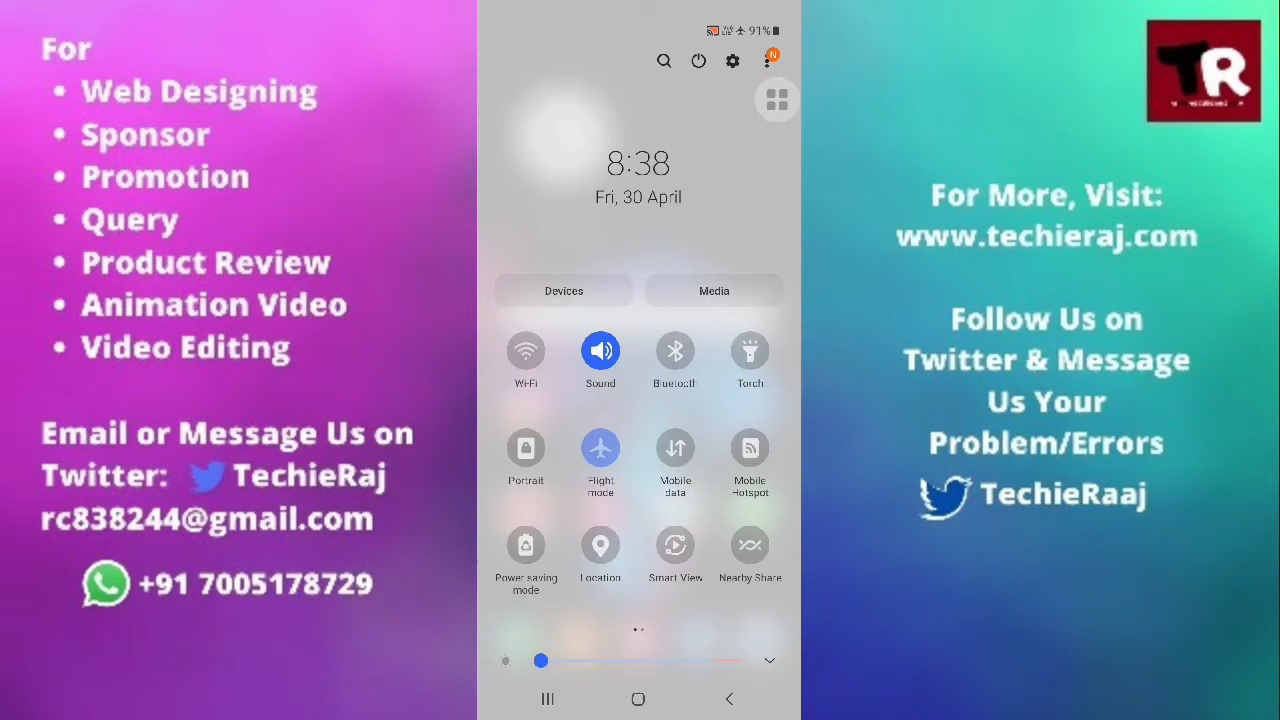 For
• Web Designing
• Sponsor
• Promotion
• Query
• Product Review
• Animation Video
• Video Editing
Email or Message Us on
Twitter: TechieRaj
rc838244@gmail.com
+91 7005178729
91%
N
8:38
Fri, 30 April
Devices Media
Wi-Fi Sound Bluetooth Torch
Portrait Flight mode Mobile data Mobile Hotspot
Power saving mode Location Smart View Nearby Share
TR
For More, Visit:
www.techieraj.com
Follow Us on
Twitter & Message
Us Your
Problem/Errors
TechieRaaj